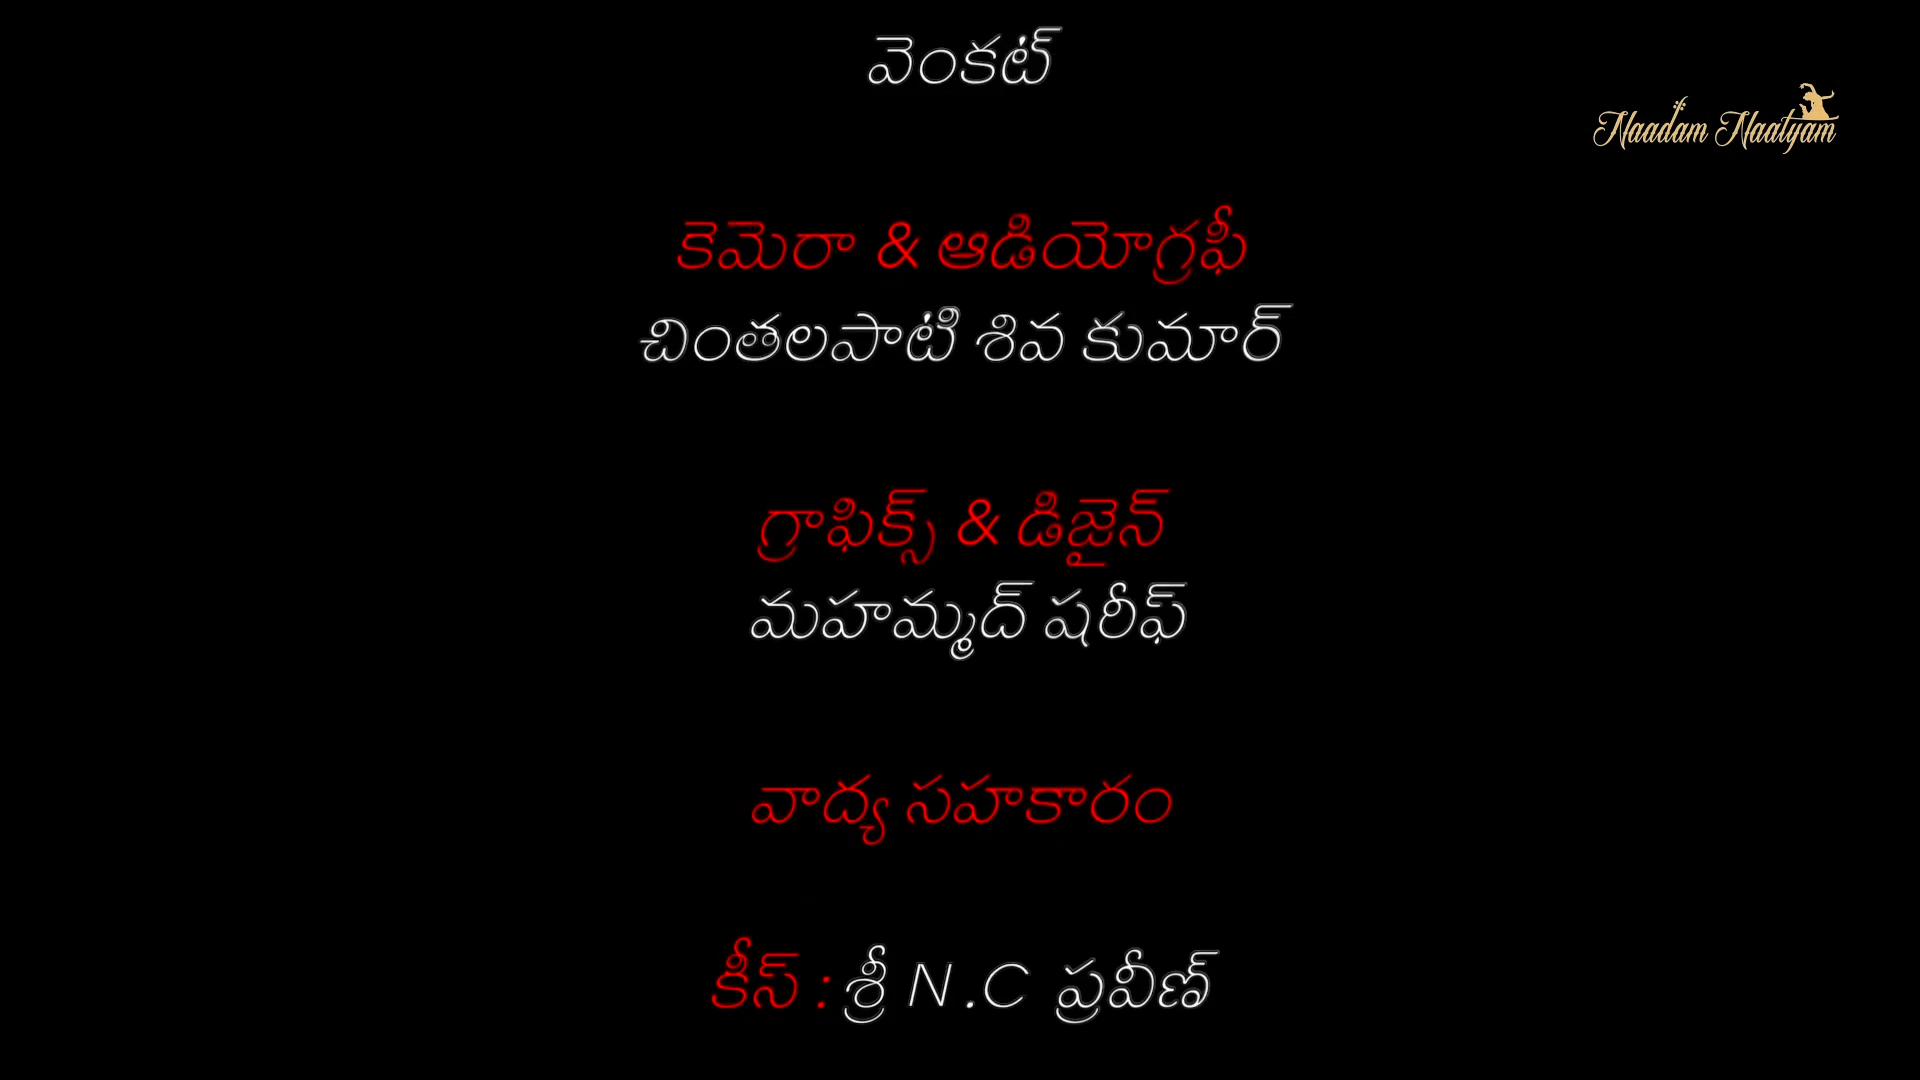 వెంకట్
Naadam Naatyam
కెమెరా & ఆడియోగ్రఫీ
చింతలపాటి శివ కుమార్
గ్రాఫిక్స్ & డిజైన్
మహమ్మద్ షరీఫ్
వాద్య సహకారం
కీస్ : శ్రీ N .C ప్రవీణ్